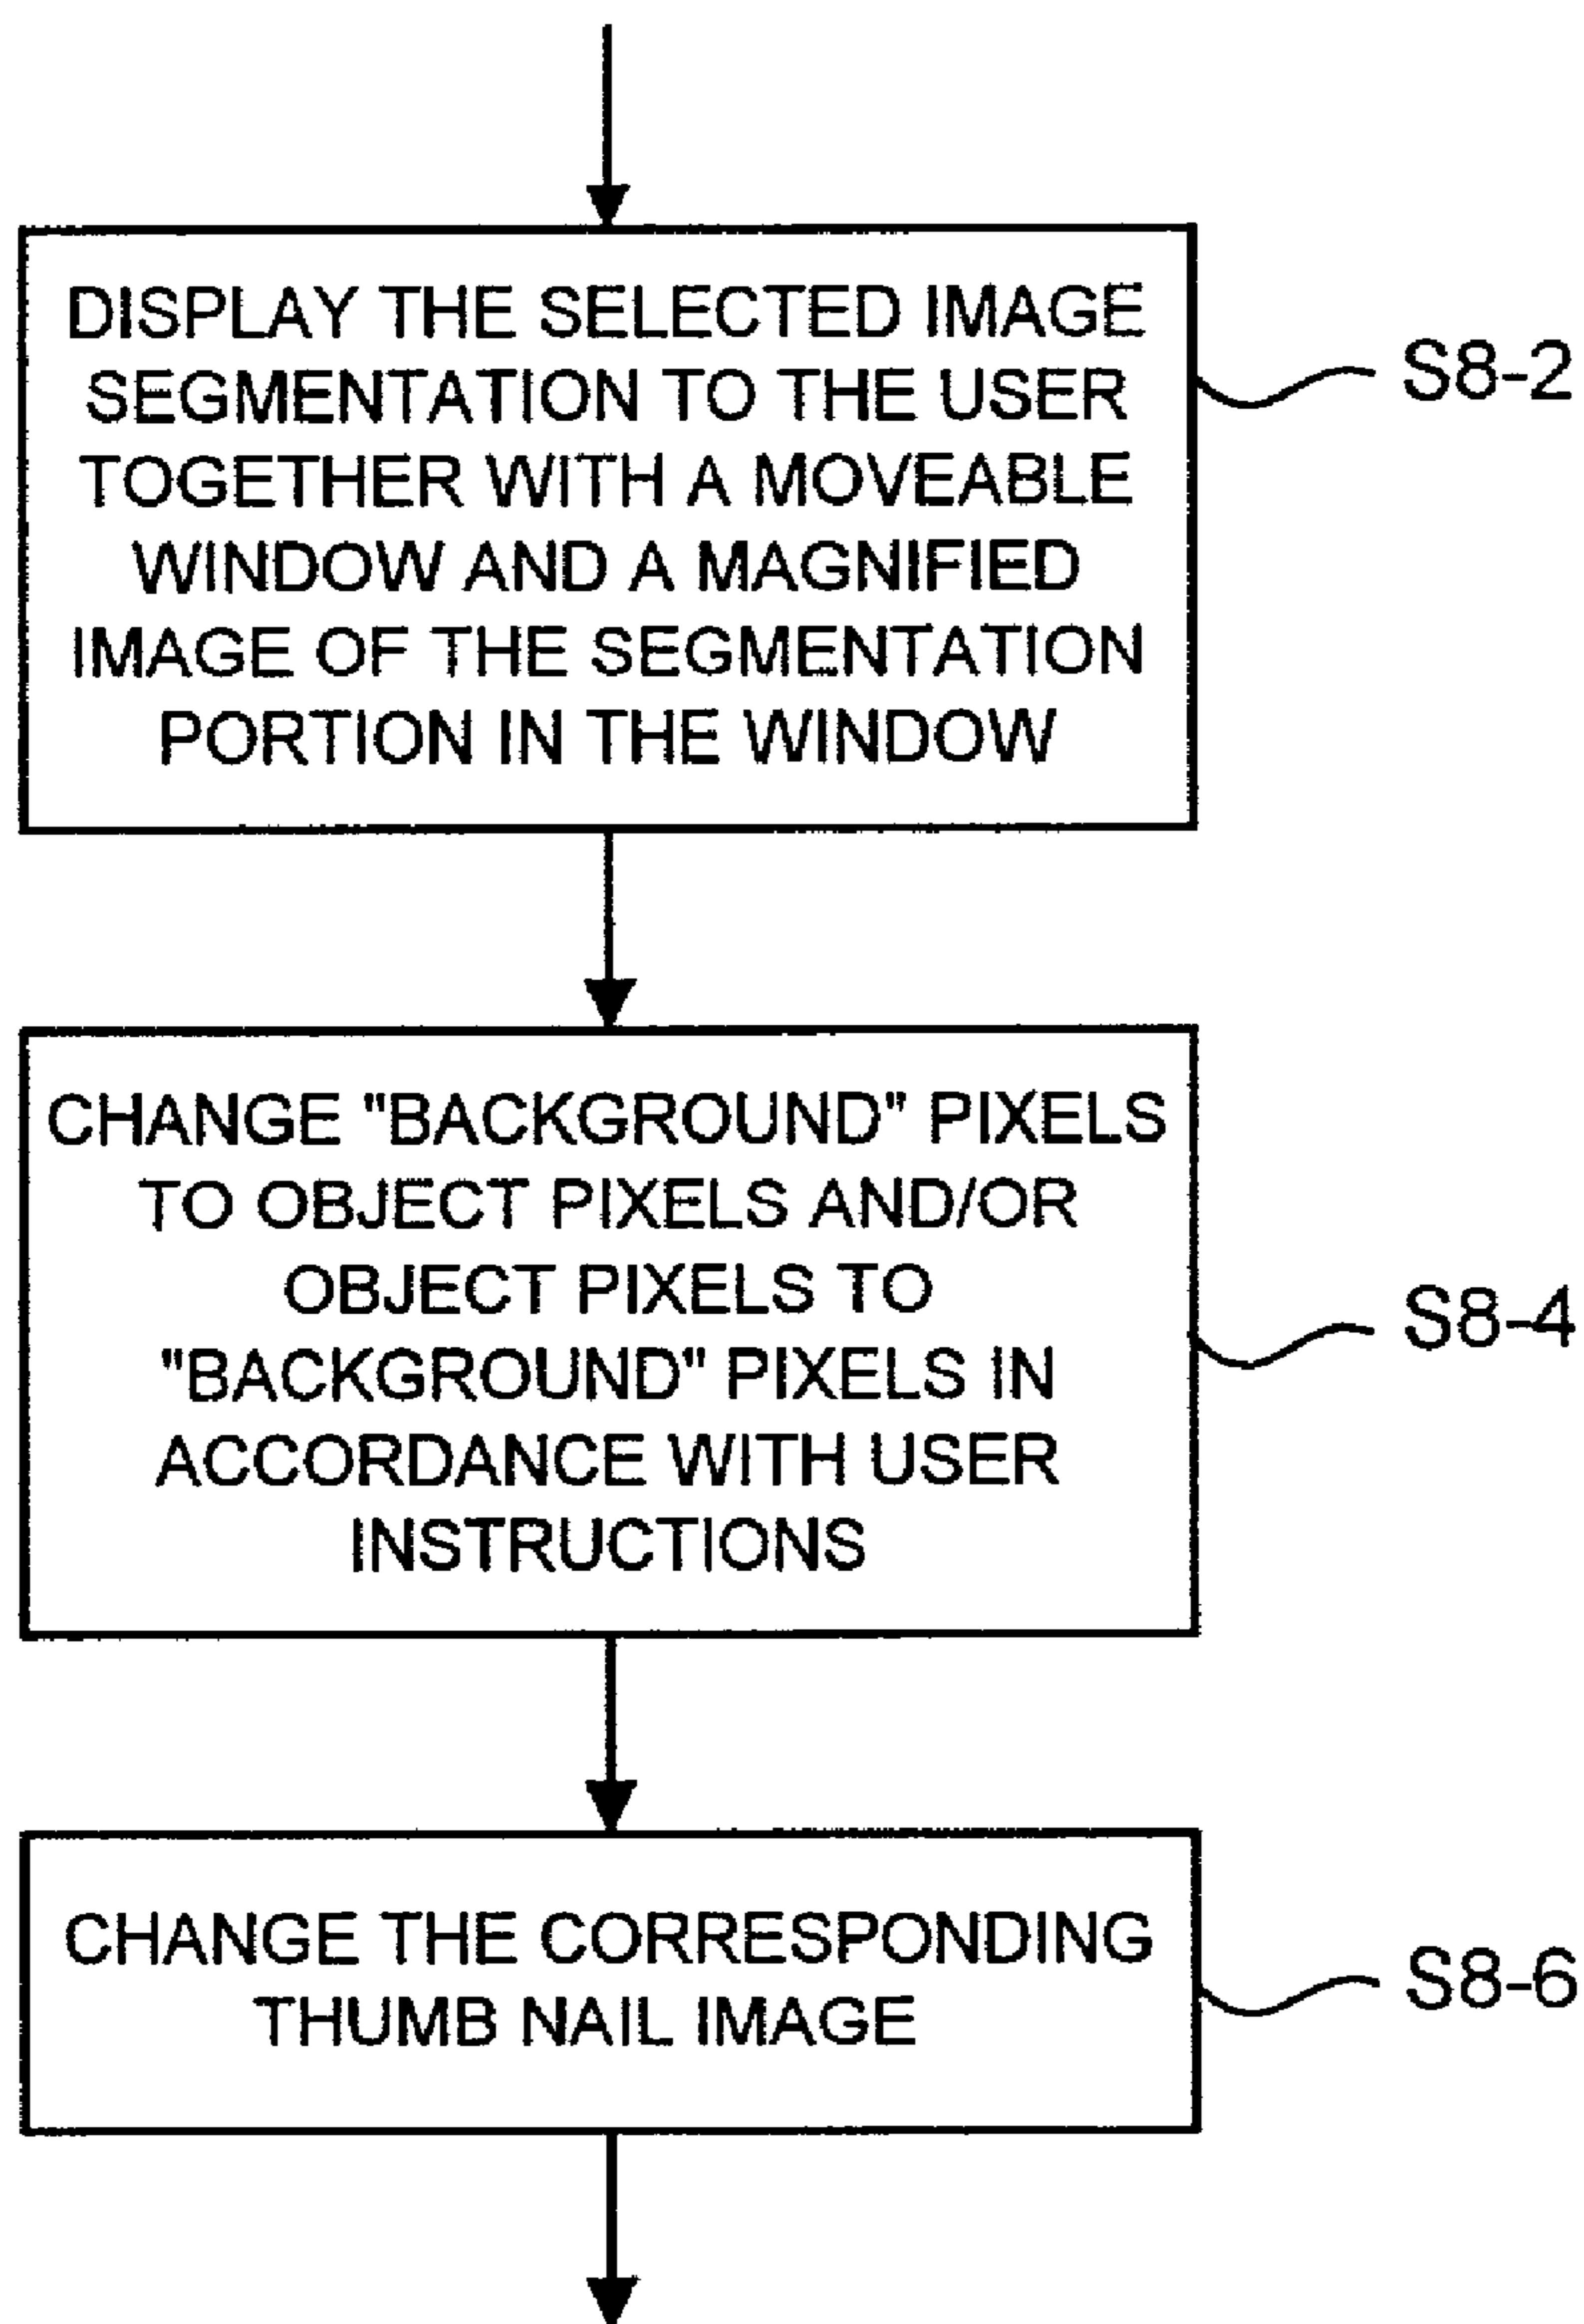 DISPLAY THE SELECTED IMAGE
SEGMENTATION TO THE USER
TOGETHER WITH A MOVEABLE
WINDOW AND A MAGNIFIED
IMAGE OF THE SEGMENTATION
PORTION IN THE WINDOW
S8-2
CHANGE "BACKGROUND" PIXELS
TO OBJECT PIXELS AND/OR
OBJECT PIXELS TO
"BACKGROUND" PIXELS IN
ACCORDANCE WITH USER
INSTRUCTIONS
S8-4
CHANGE THE CORRESPONDING
THUMB NAIL IMAGE
S8-6